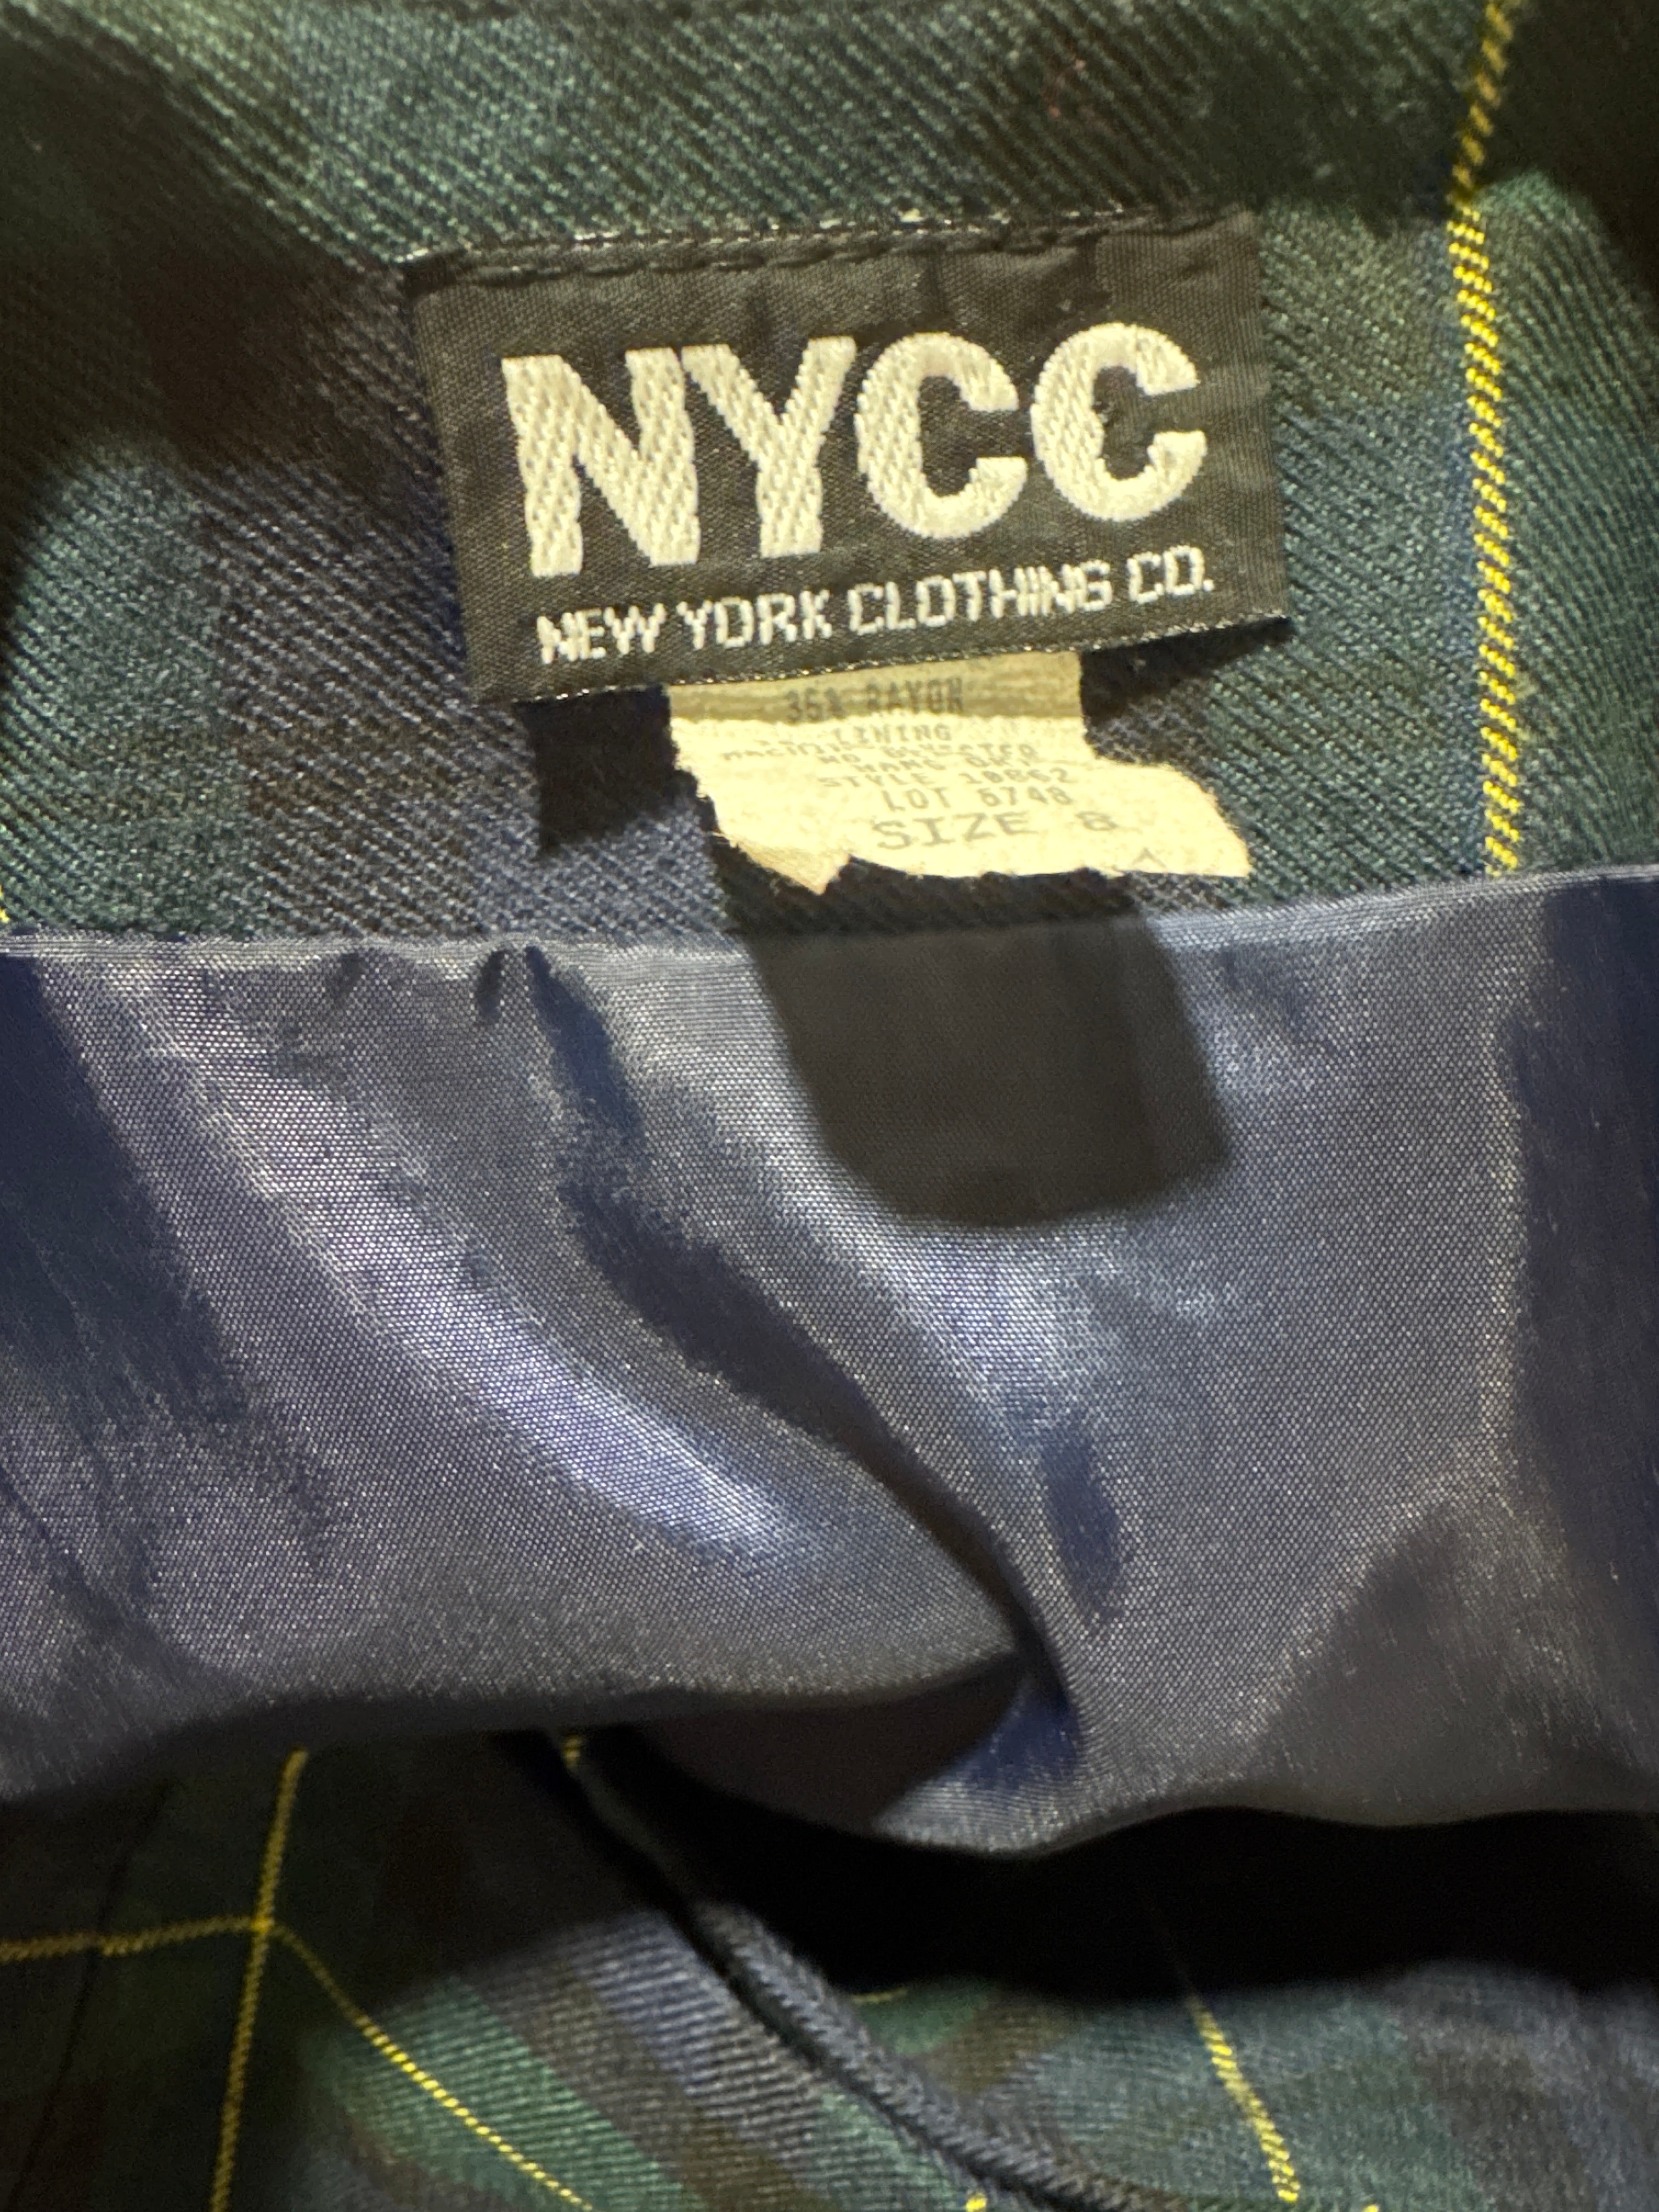 NYCC
NEW YORK CLOTHING CO.
35% RAYON
LINING
STYLE 10862
LOT 6748
SIZE 8